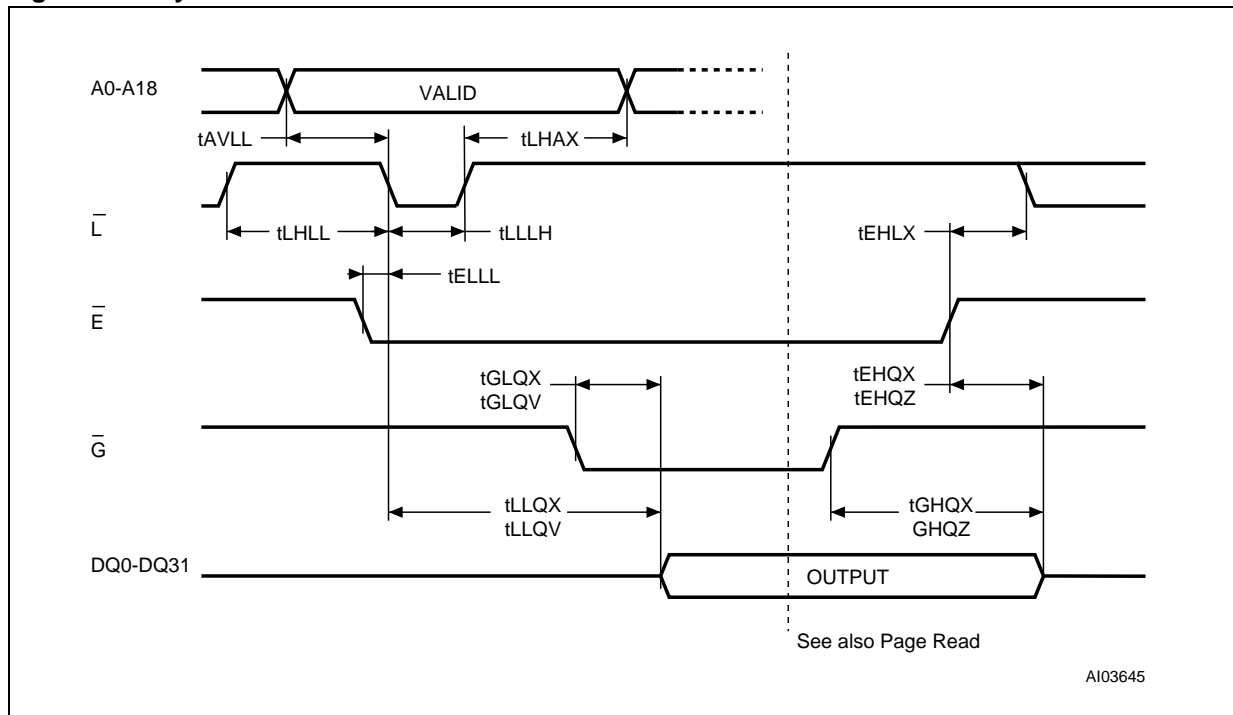 A0-A18
VALID
tAVLL
tLHAX
L
tLHLL
tLLLH
tEHLX
tELLL
E
tGLQX
tGLQV
tEHQX
tEHQZ
G
tLLQX
tLLQV
tGHQX
GHQZ
DQ0-DQ31
OUTPUT
See also Page Read
AI03645